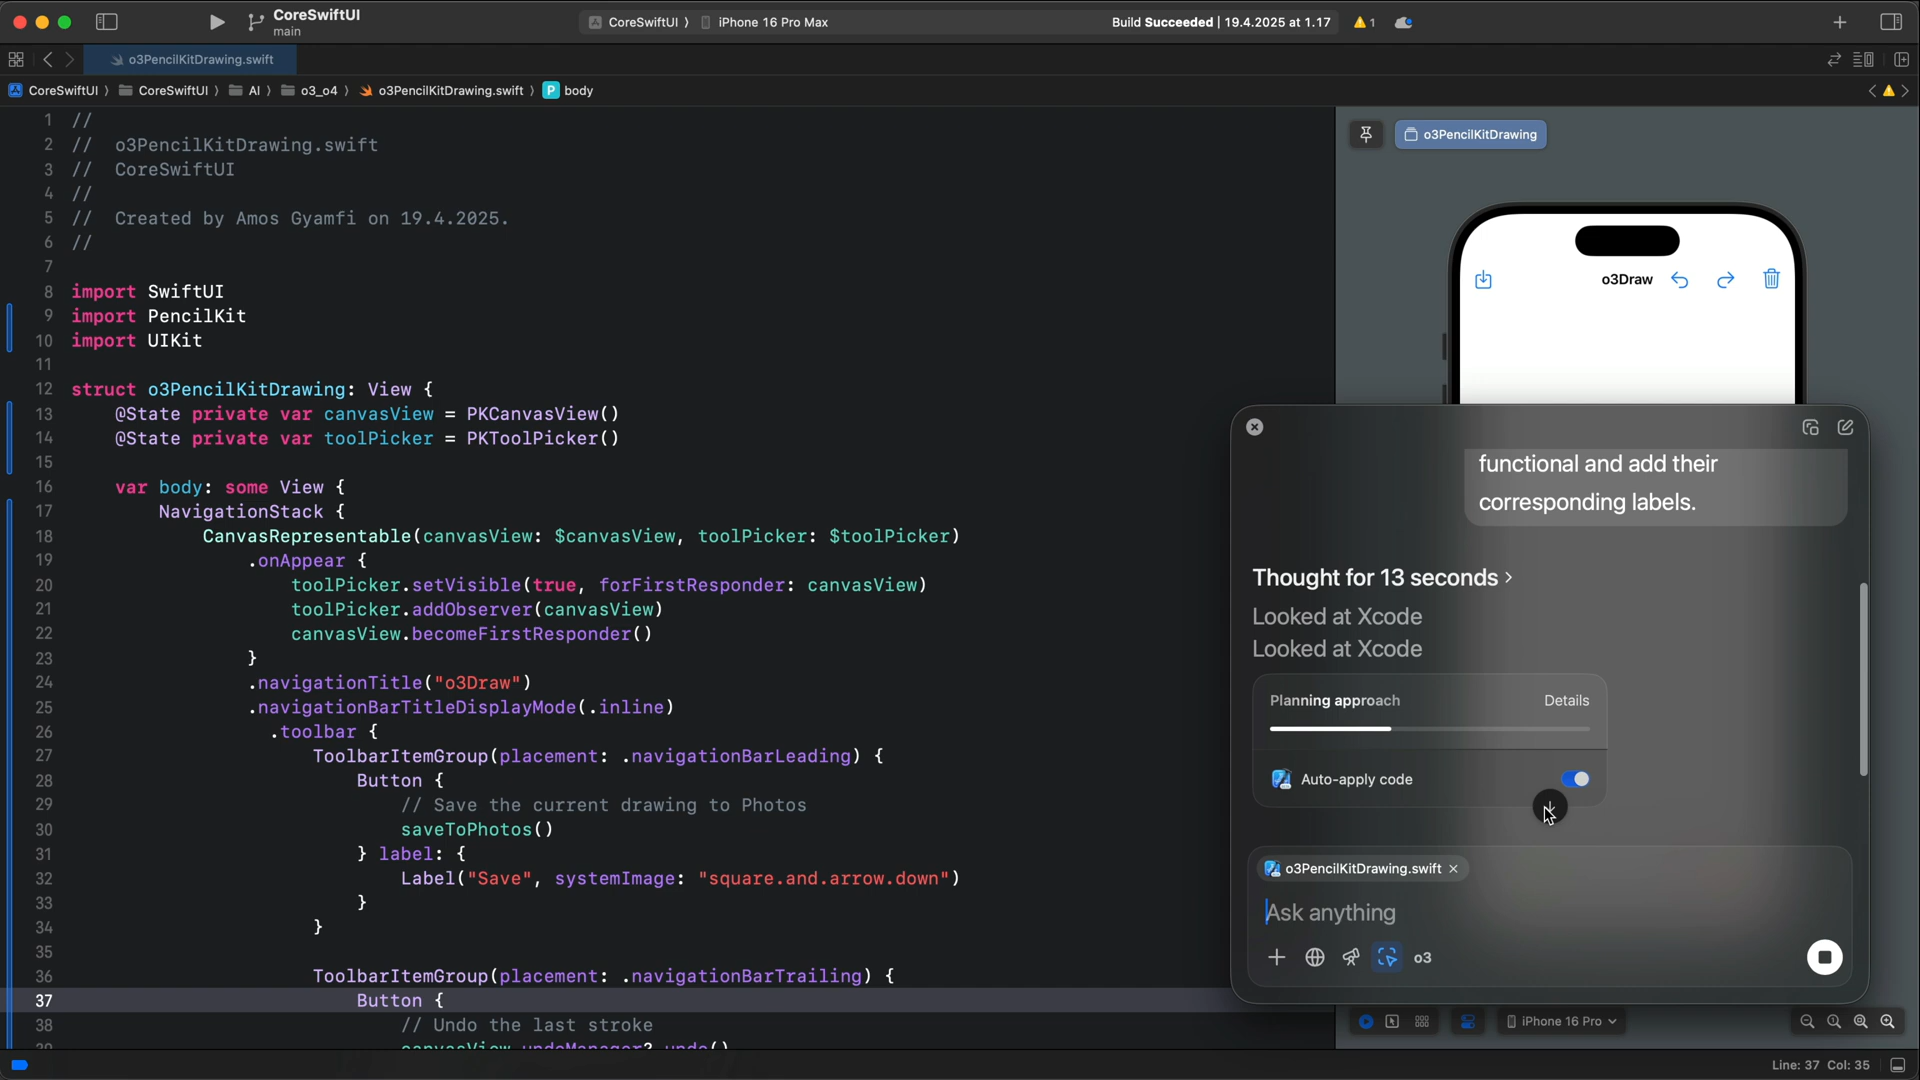 CoreSwiftUI
main
CoreSwiftUI 〉 iPhone 16 Pro Max
Build Succeeded | 19.4.2025 at 1.17
1
o3PencilKitDrawing.swift
CoreSwiftUI 〉 CoreSwiftUI 〉 AI 〉 o3_o4 〉 o3PencilKitDrawing.swift 〉 P body
1 //
2 // o3PencilKitDrawing.swift
3 // CoreSwiftUI
4 //
5 // Created by Amos Gyamfi on 19.4.2025.
6 //
7
8 import SwiftUI
9 import PencilKit
10 import UIKit
11
12 struct o3PencilKitDrawing: View {
13 @State private var canvasView = PKCanvasView()
14 @State private var toolPicker = PKToolPicker()
15
16 var body: some View {
17 NavigationStack {
18 CanvasRepresentable(canvasView: $canvasView, toolPicker: $toolPicker)
19 .onAppear {
20 toolPicker.setVisible(true, forFirstResponder: canvasView)
21 toolPicker.addObserver(canvasView)
22 canvasView.becomeFirstResponder()
23 }
24 .navigationTitle("o3Draw")
25 .navigationBarTitleDisplayMode(.inline)
26 .toolbar {
27 ToolbarItemGroup(placement: .navigationBarLeading) {
28 Button {
29 // Save the current drawing to Photos
30 saveToPhotos()
31 } label: {
32 Label("Save", systemImage: "square.and.arrow.down")
33 }
34 }
35
36 ToolbarItemGroup(placement: .navigationBarTrailing) {
37 Button {
38 // Undo the last stroke
39 canvasView.undoManager?.undo()
o3PencilKitDrawing
o3Draw
functional and add their
corresponding labels.
Thought for 13 seconds ›
Looked at Xcode
Looked at Xcode
Planning approach Details
Auto-apply code
o3PencilKitDrawing.swift
Ask anything
o3
iPhone 16 Pro
Line: 37 Col: 35